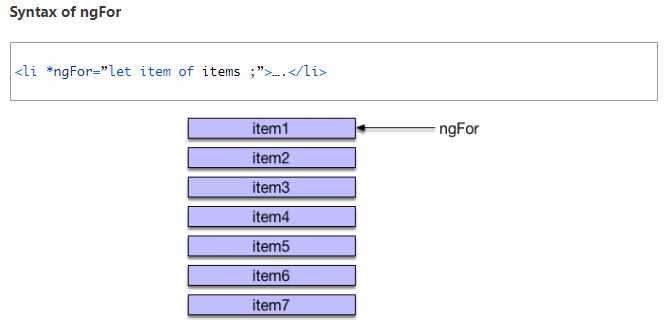 Syntax of ngFor
<li *ngFor=”let item of items ;”>….</li>
item1 ngFor
item2
item3
item4
item5
item6
item7